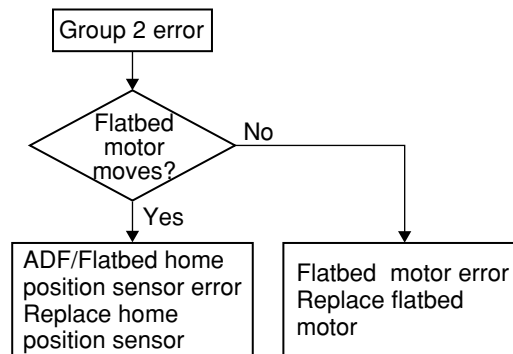 Group 2 error
Flatbed
motor
moves?
No
Yes
ADF/Flatbed home
position sensor error
Replace home
position sensor
Flatbed motor error
Replace flatbed
motor